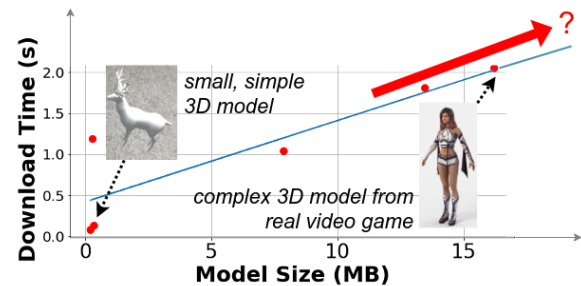 ?
Download Time (s)
2.0
1.5
1.0
0.5
0.0
small, simple
3D model
complex 3D model from
real video game
0
5
10
15
Model Size (MB)